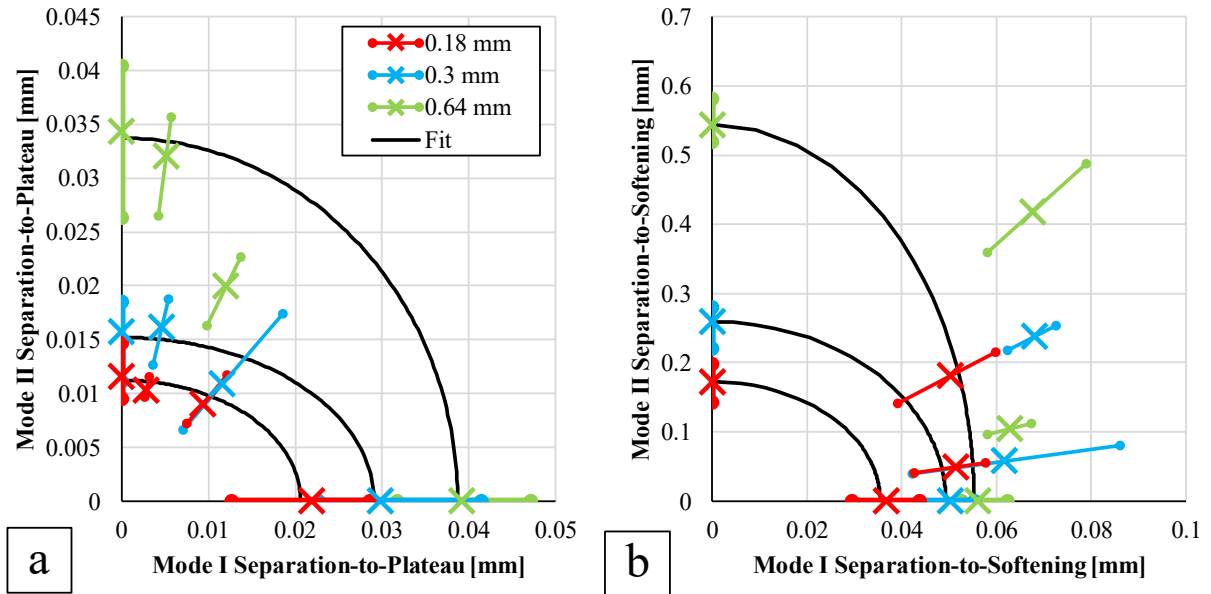 0.045
0.04
0.035
0.03
0.025
0.02
0.015
0.01
0.005
0
Mode II Separation-to-Plateau [mm]
0.18 mm
0.3 mm
0.64 mm
Fit
0 0.01 0.02 0.03 0.04 0.05
Mode I Separation-to-Plateau [mm]
a
0.7
0.6
0.5
0.4
0.3
0.2
0.1
0
Mode II Separation-to-Softening [mm]
0 0.02 0.04 0.06 0.08 0.1
Mode I Separation-to-Softening [mm]
b